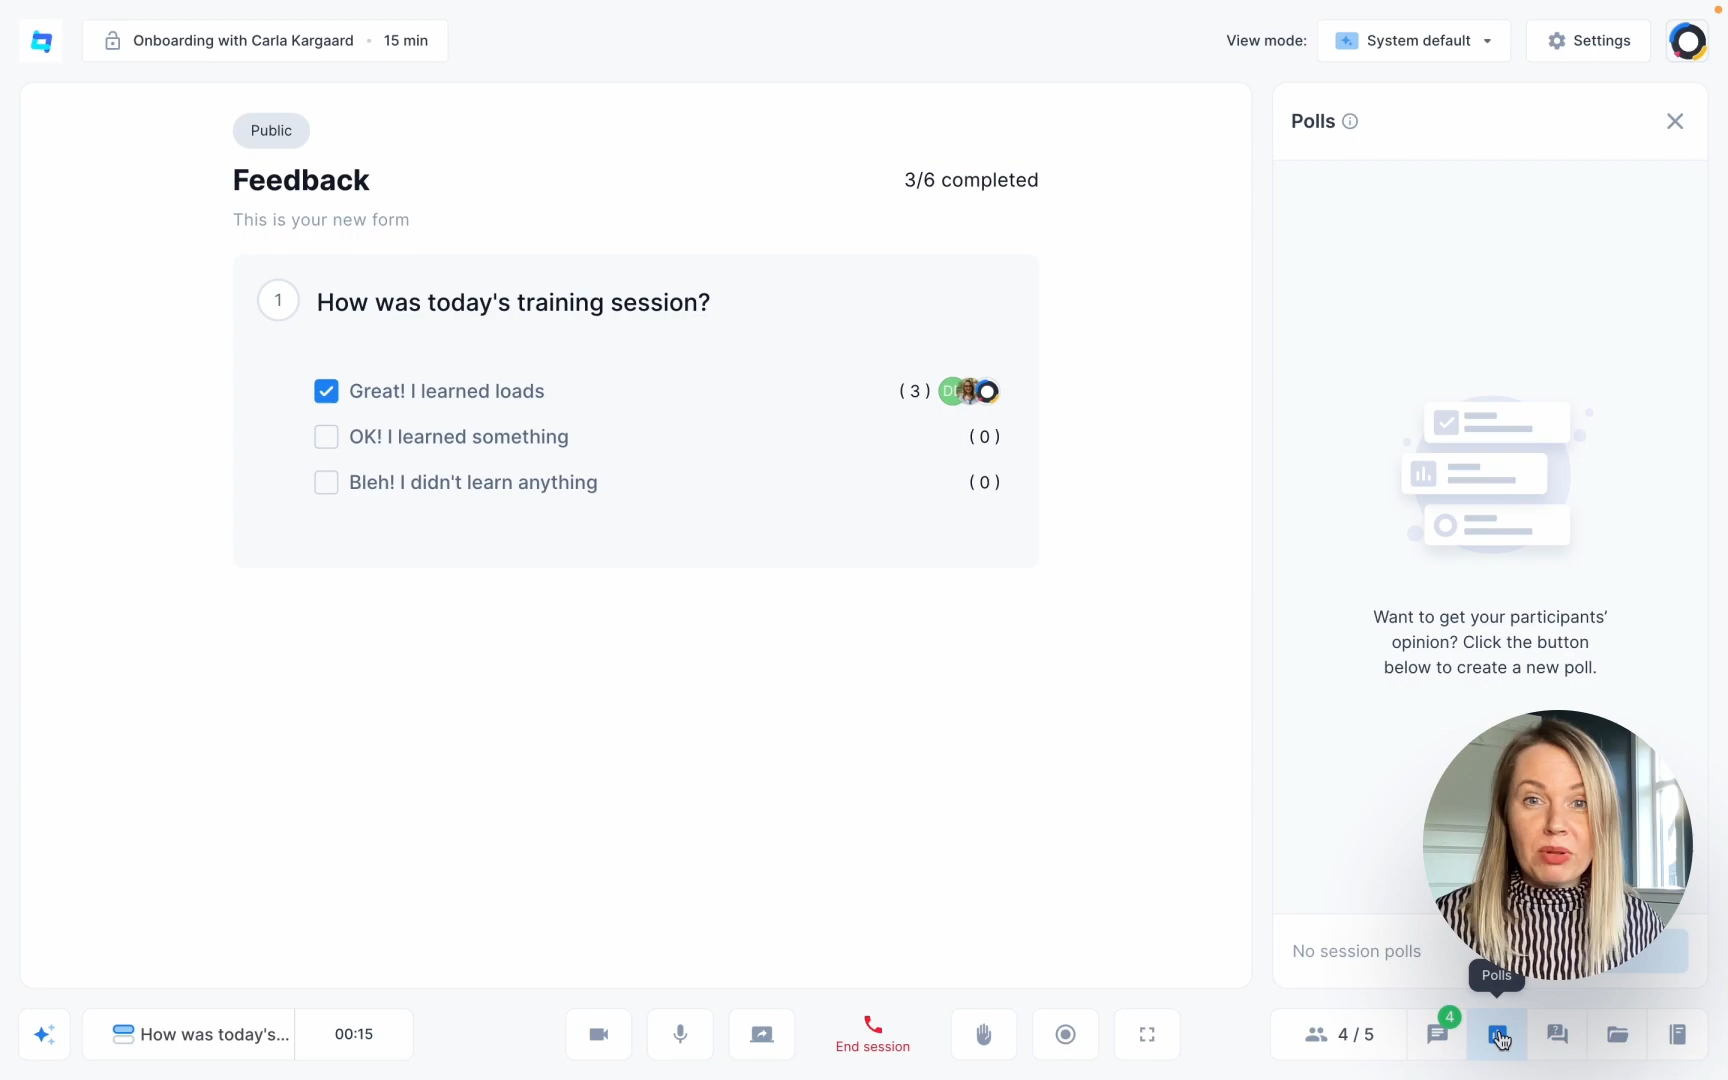 Onboarding with Carla Kargaard • 15 min
View mode:
System default
Settings
Public
Feedback
3/6 completed
This is your new form
1
How was today's training session?
Great! I learned loads
( 3 )
OK! I learned something
( 0 )
Bleh! I didn't learn anything
( 0 )
Polls
Want to get your participants’
opinion? Click the button
below to create a new poll.
No session polls
Polls
How was today's...
00:15
End session
4 / 5
4